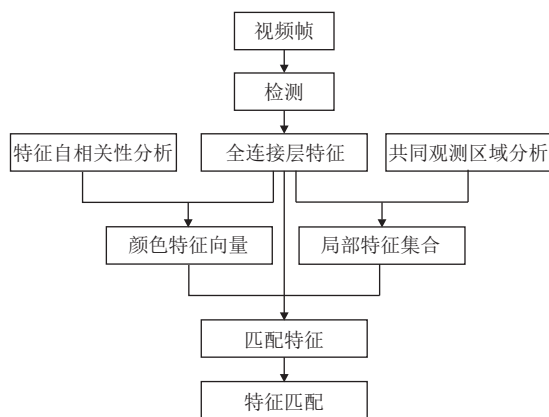 视频帧
检测
特征自相关性分析
全连接层特征
共同观测区域分析
颜色特征向量
局部特征集合
匹配特征
特征匹配